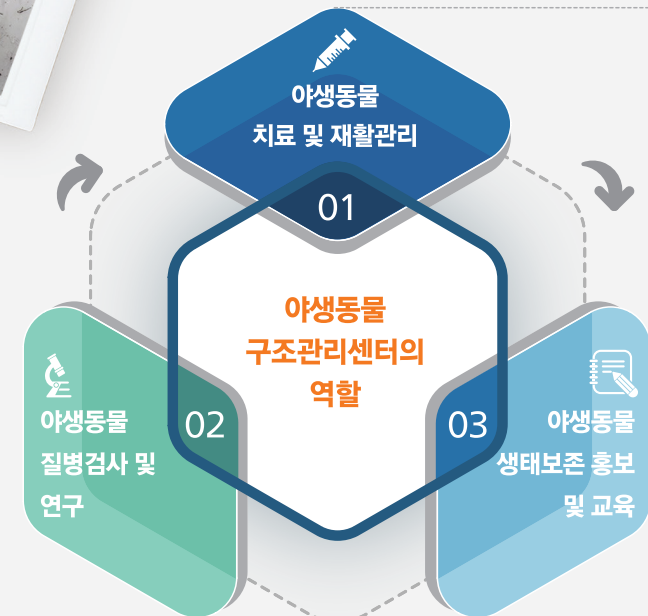 야생동물
치료 및 재활관리
01
야생동물
구조관리센터의
역할
02
야생동물
질병검사 및
연구
03
야생동물
생태보존 홍보
및 교육